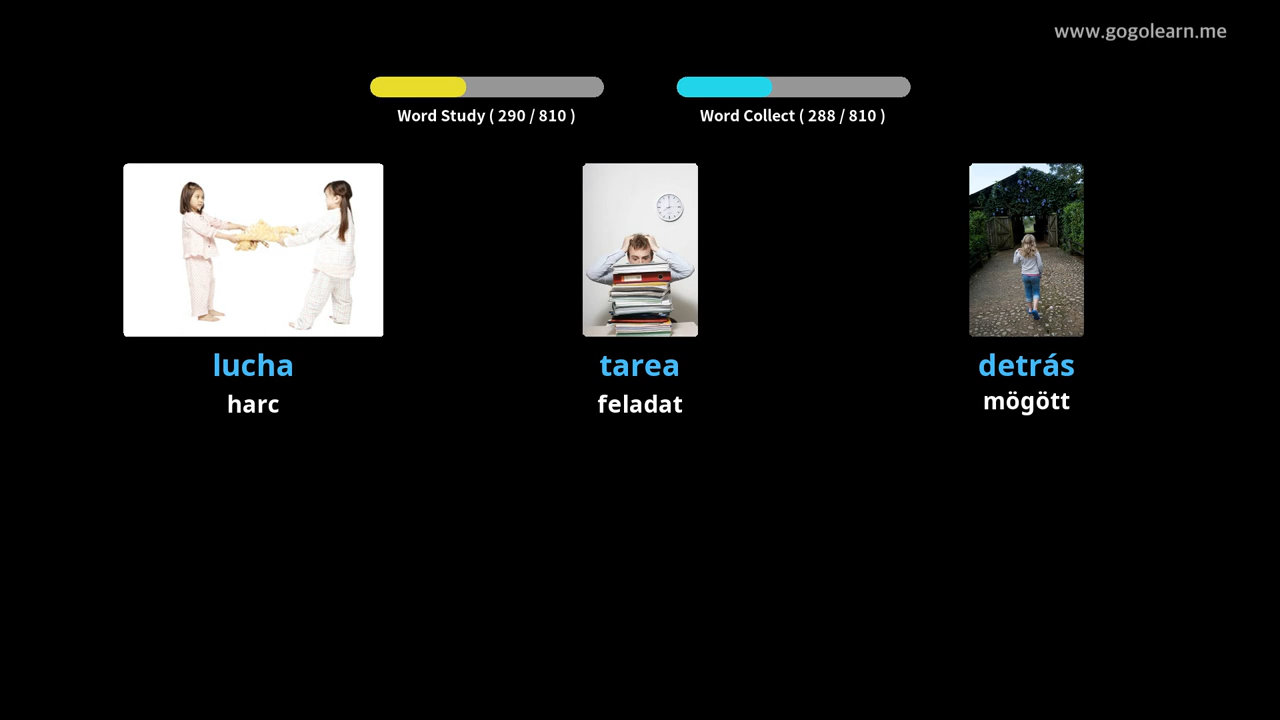 www.gogolearn.me
Word Study ( 290 / 810 )
Word Collect ( 288 / 810 )
lucha
harc
tarea
feladat
detrás
mögött